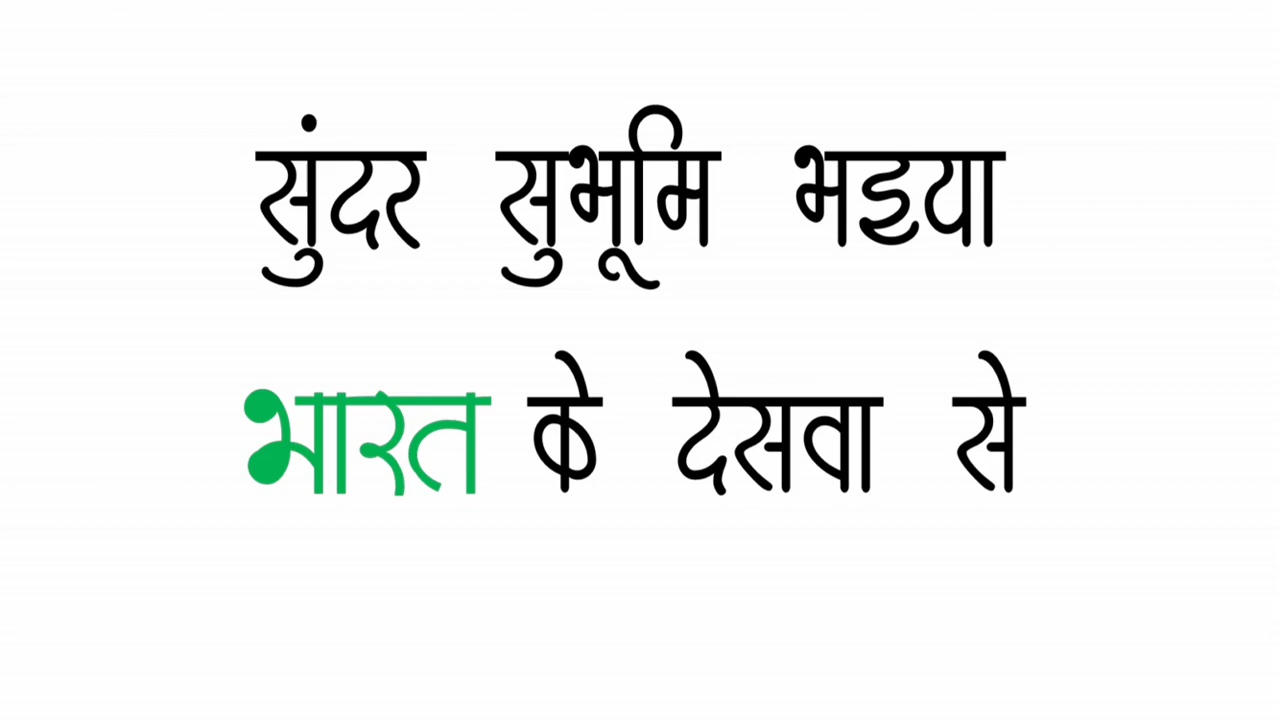 सुंदर सुभूमि भइया
भारत के देसवा से